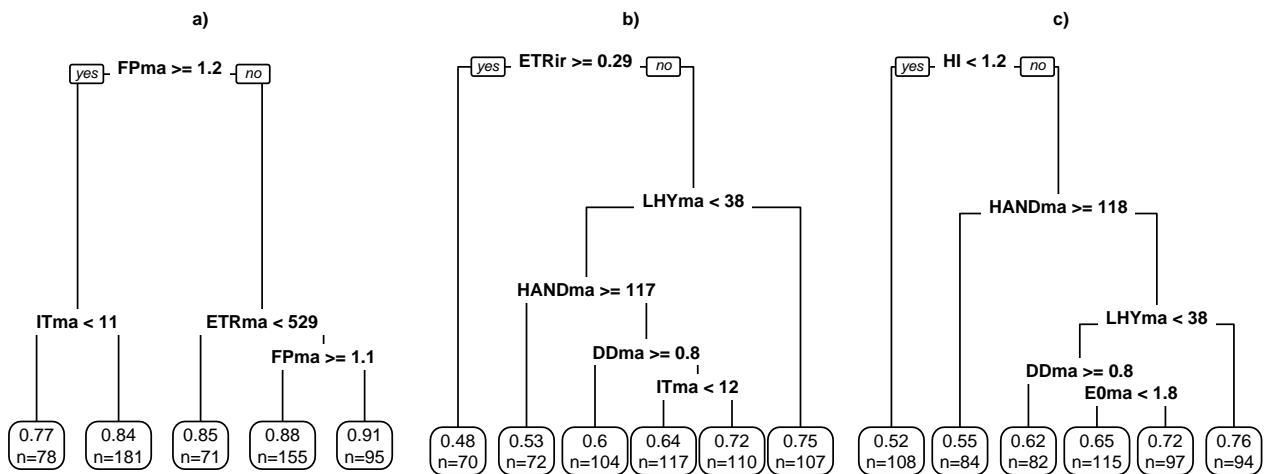 a)
yes FPma >= 1.2 no
ITma < 11 ETRma < 529
FPma >= 1.1
0.77 0.84 0.85 0.88 0.91
n=78 n=181 n=71 n=155 n=95
b)
yes ETRir >= 0.29 no
LHYma < 38
HANDma >= 117
DDma >= 0.8
ITma < 12
0.48 0.53 0.6 0.64 0.72 0.75
n=70 n=72 n=104 n=117 n=110 n=107
c)
yes HI < 1.2 no
HANDma >= 118
LHYma < 38
DDma >= 0.8
E0ma < 1.8
0.52 0.55 0.62 0.65 0.72 0.76
n=108 n=84 n=82 n=115 n=97 n=94